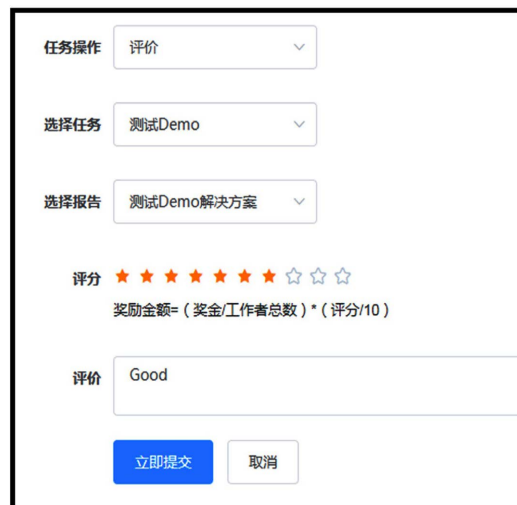 任务操作 评价
选择任务 测试Demo
选择报告 测试Demo解决方案
评分
奖励金额=（奖金/工作者总数）*（评分/10）
评价 Good
立即提交 取消